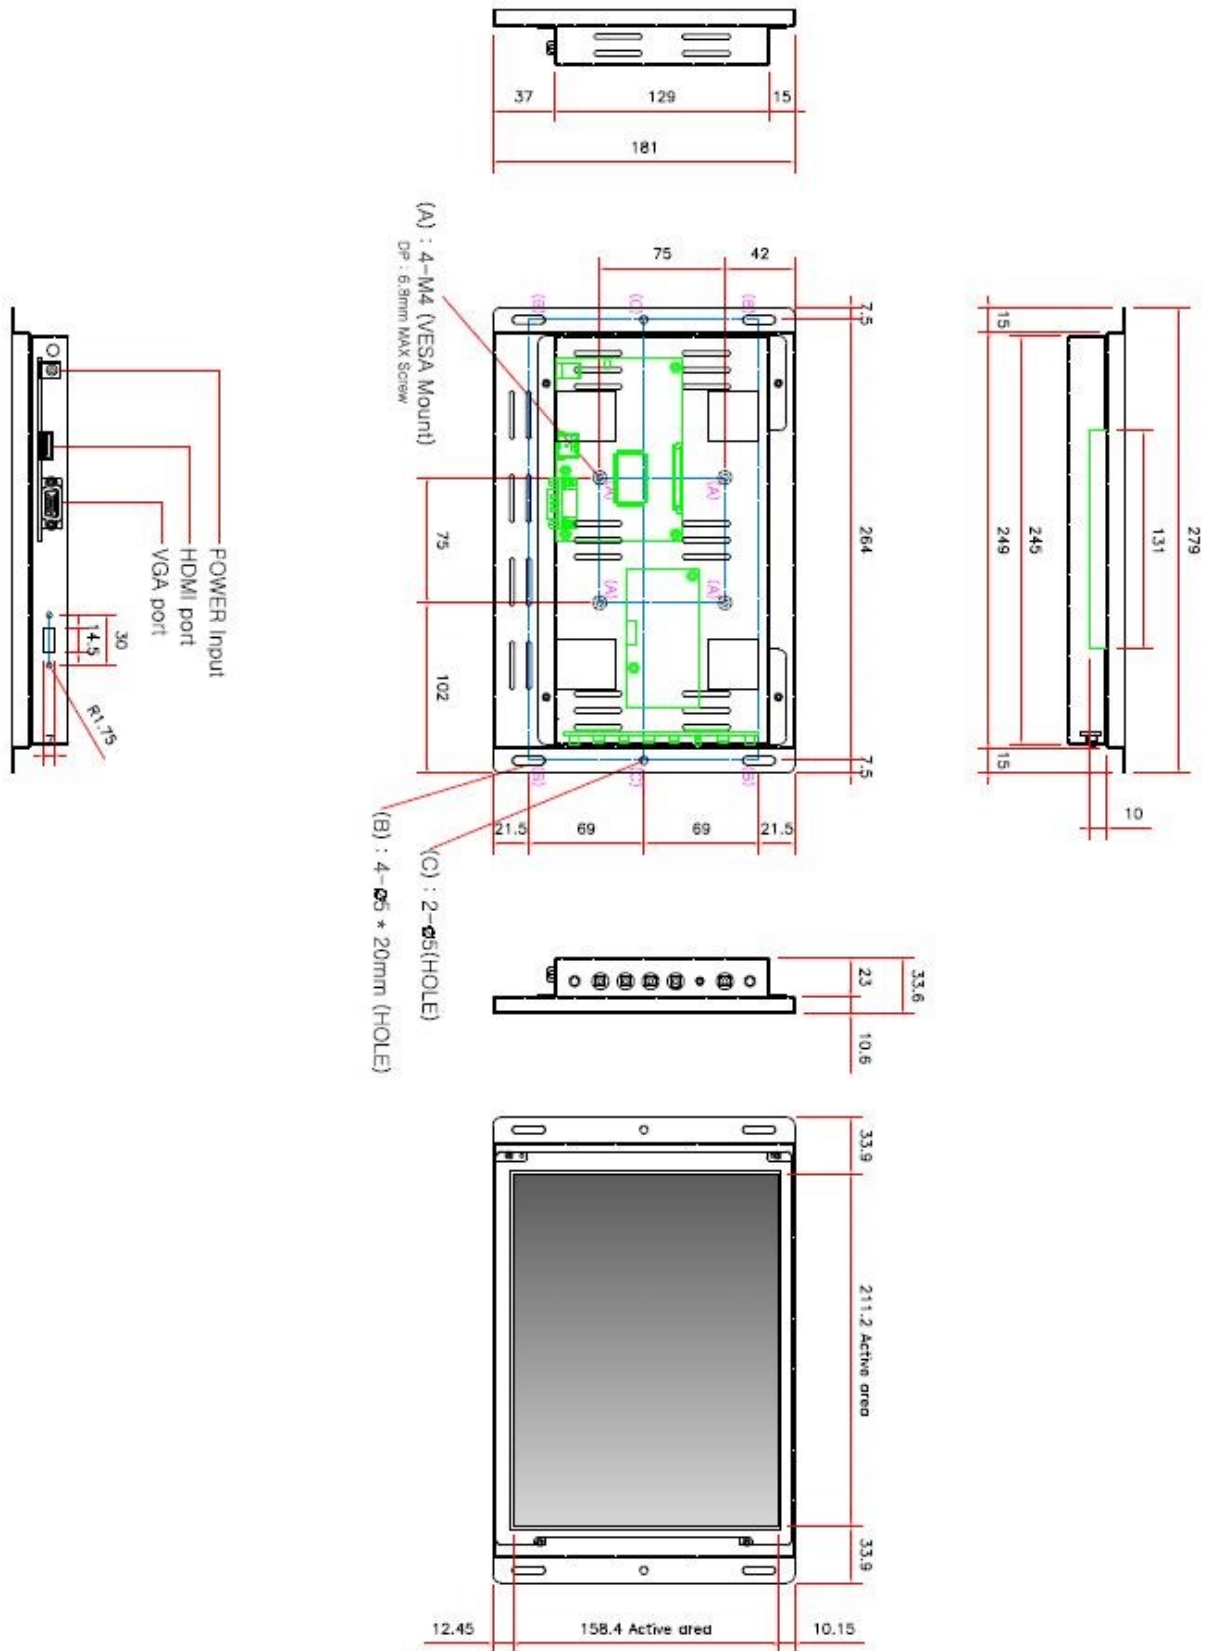 37
129
15
181
(A) : 4-M4 (VESA Mount)
DP : 6.8mm MAX Screw
75
42
(B)
(C)
(B)
7.5
264
7.5
(A)
(A)
(A)
(A)
75
102
(B)
(C)
(B)
21.5
69
69
21.5
(B) : 4-ø5 * 20mm (HOLE)
(C) : 2-ø5(HOLE)
15
249
245
131
279
15
10
POWER Input
HDMI port
VGA port
14.5
30
R1.75
7
23
33.6
10.6
33.9
211.2 Active area
33.9
12.45
158.4 Active area
10.15